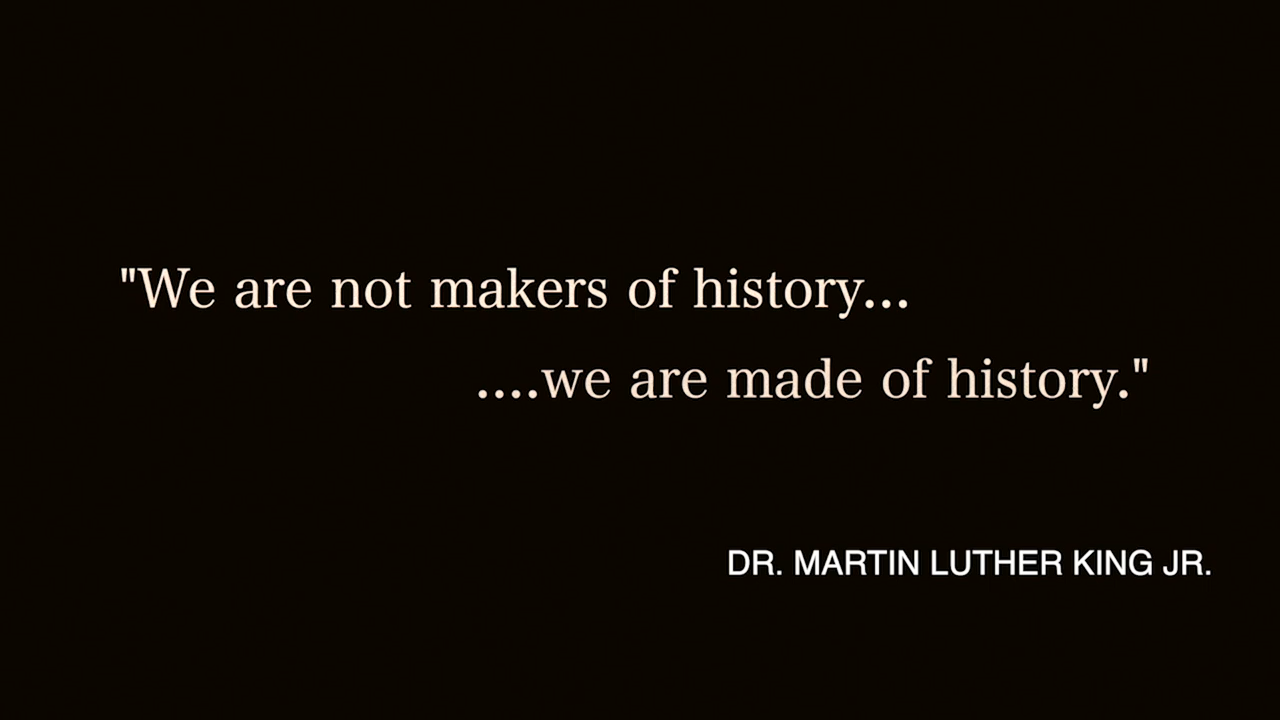 "We are not makers of history...
....we are made of history."
DR. MARTIN LUTHER KING JR.